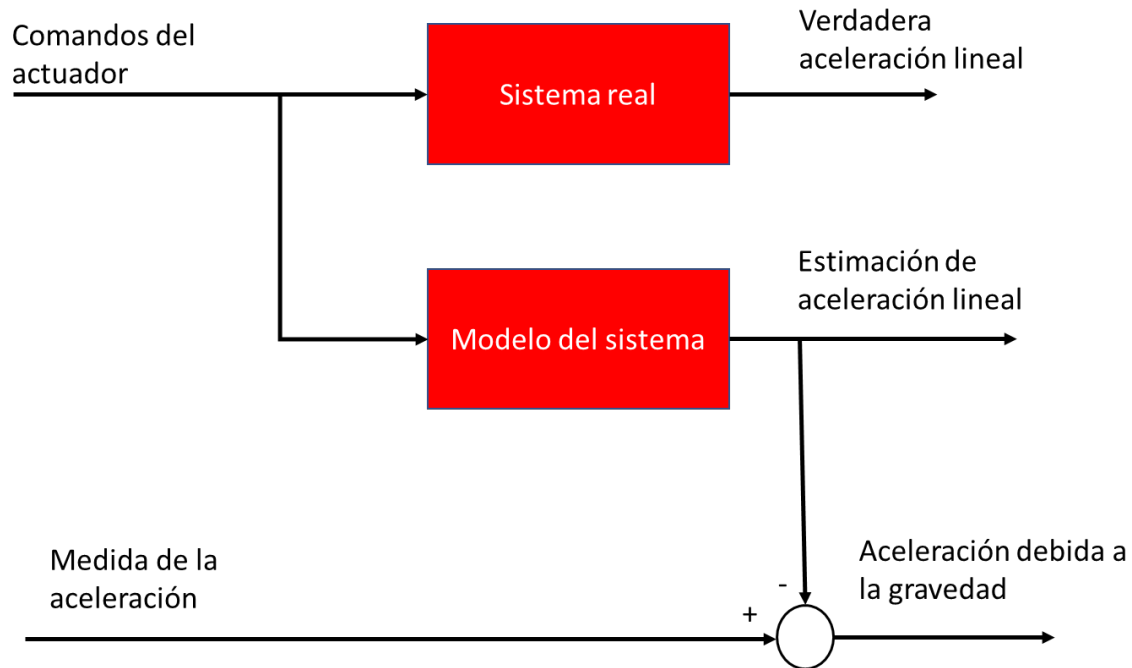 Comandos del
actuador
Sistema real
Verdadera
aceleración lineal
Modelo del sistema
Estimación de
aceleración lineal
Medida de la
aceleración
+
-
Aceleración debida a
la gravedad